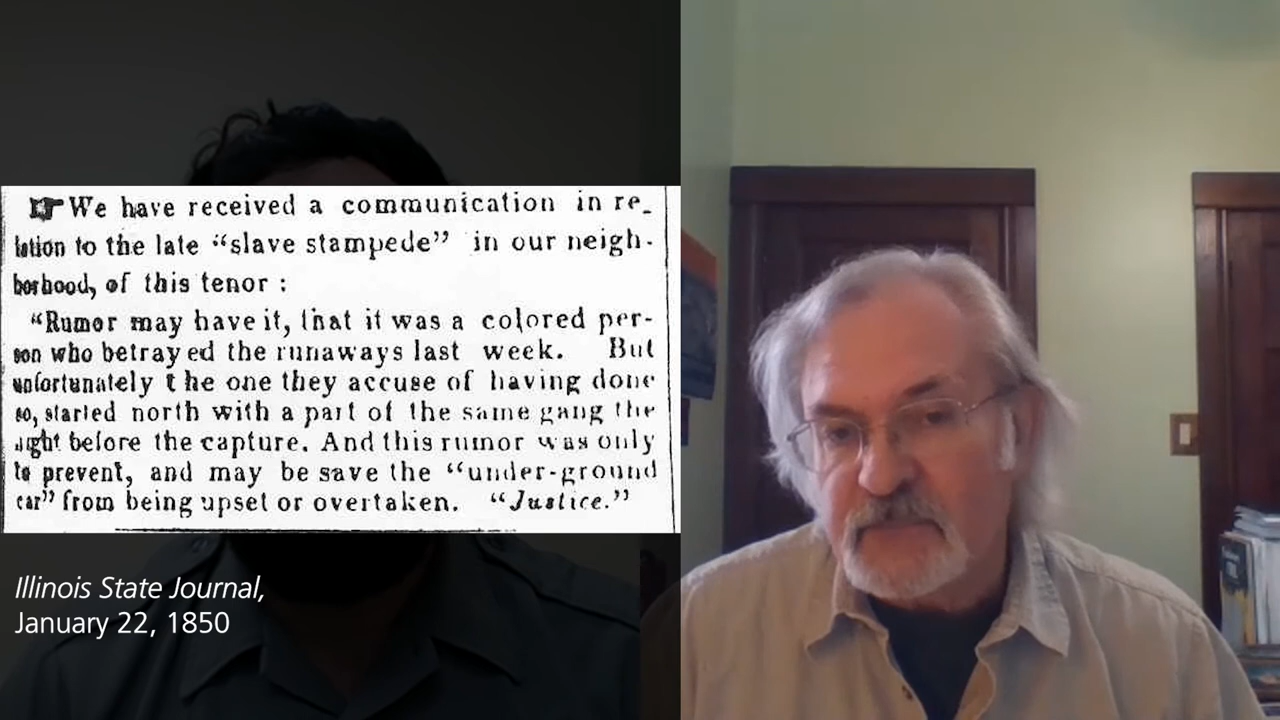 We have received a communication in re-
lation to the late “slave stampede” in our neigh-
borhood, of this tenor :
“Rumor may have it, that it was a colored per-
son who betrayed the runaways last week. But
unfortunately the one they accuse of having done
so, started north with a part of the same gang the
night before the capture. And this rumor was only
to prevent, and may be save the “under-ground
car” from being upset or overtaken. “Justice.”
Illinois State Journal,
January 22, 1850